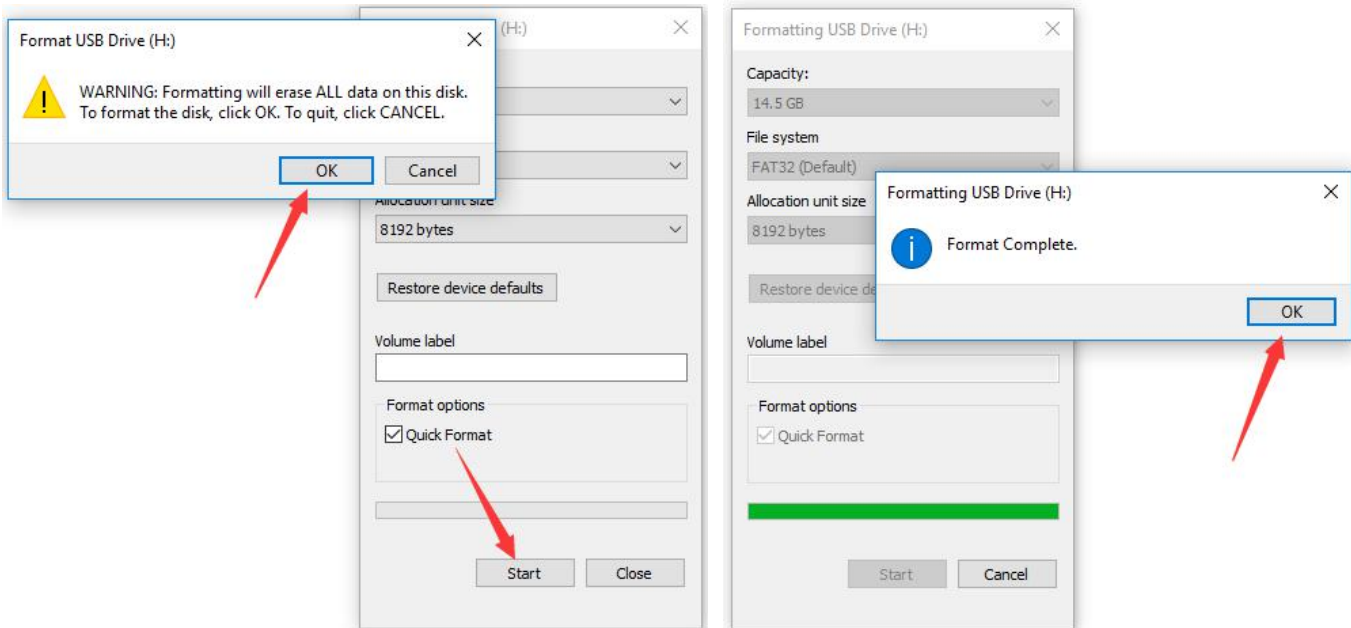 Format USB Drive (H:)
WARNING: Formatting will erase ALL data on this disk.
To format the disk, click OK. To quit, click CANCEL.
OK
Cancel
(H:)
Allocation unit size
8192 bytes
Restore device defaults
Volume label
Format options
Quick Format
Start
Close
Formatting USB Drive (H:)
Capacity:
14.5 GB
File system
FAT32 (Default)
Allocation unit size
8192 bytes
Restore device de
Volume label
Format options
Quick Format
Start
Cancel
Formatting USB Drive (H:)
Format Complete.
OK